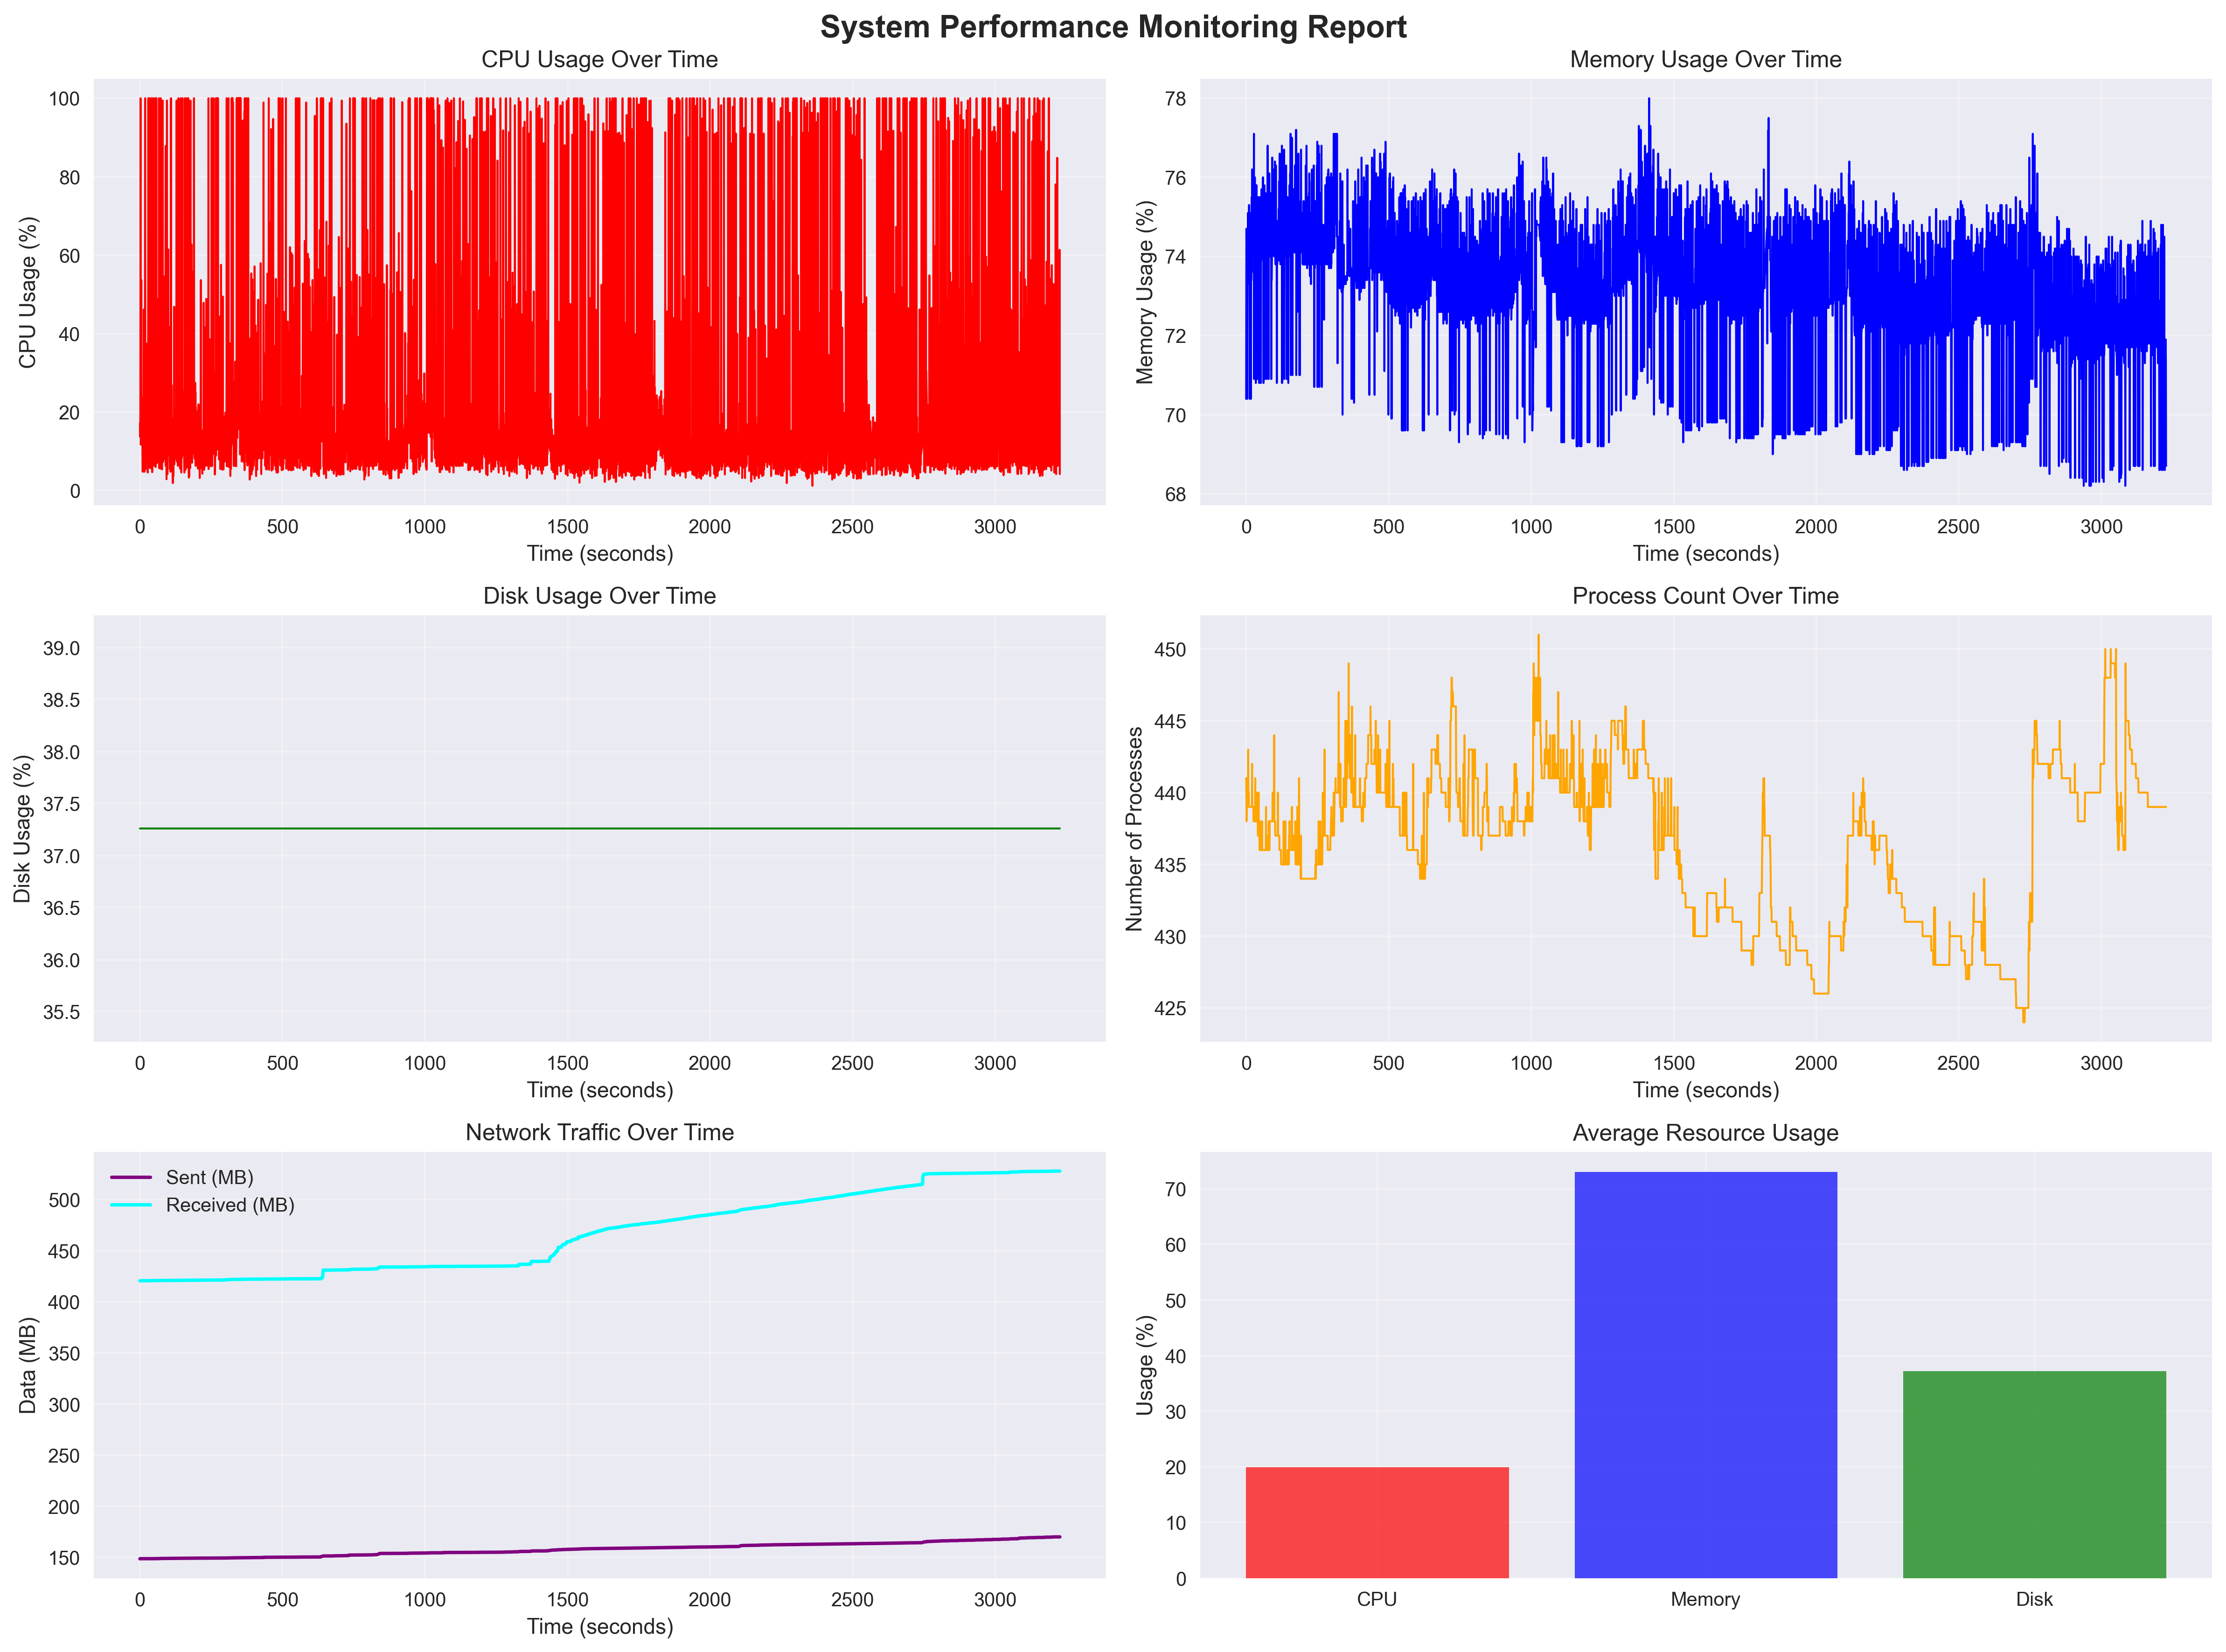 System Performance Monitoring Report
CPU Usage Over Time
CPU Usage (%)
100
80
60
40
20
0
0 500 1000 1500 2000 2500 3000
Time (seconds)
Memory Usage Over Time
Memory Usage (%)
78
76
74
72
70
68
0 500 1000 1500 2000 2500 3000
Time (seconds)
Disk Usage Over Time
Disk Usage (%)
39.0
38.5
38.0
37.5
37.0
36.5
36.0
35.5
0 500 1000 1500 2000 2500 3000
Time (seconds)
Process Count Over Time
Number of Processes
450
445
440
435
430
425
0 500 1000 1500 2000 2500 3000
Time (seconds)
Network Traffic Over Time
Sent (MB)
Received (MB)
Data (MB)
500
450
400
350
300
250
200
150
0 500 1000 1500 2000 2500 3000
Time (seconds)
Average Resource Usage
Usage (%)
70
60
50
40
30
20
10
0
CPU Memory Disk